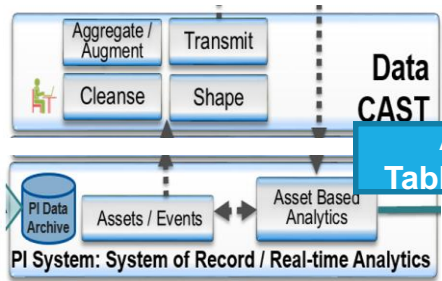 Aggregate /
Augment
Transmit
Cleanse
Shape
Data
CAST
PI Data
Archive
Assets / Events
Asset Based
Analytics
PI System: System of Record / Real-time Analytics